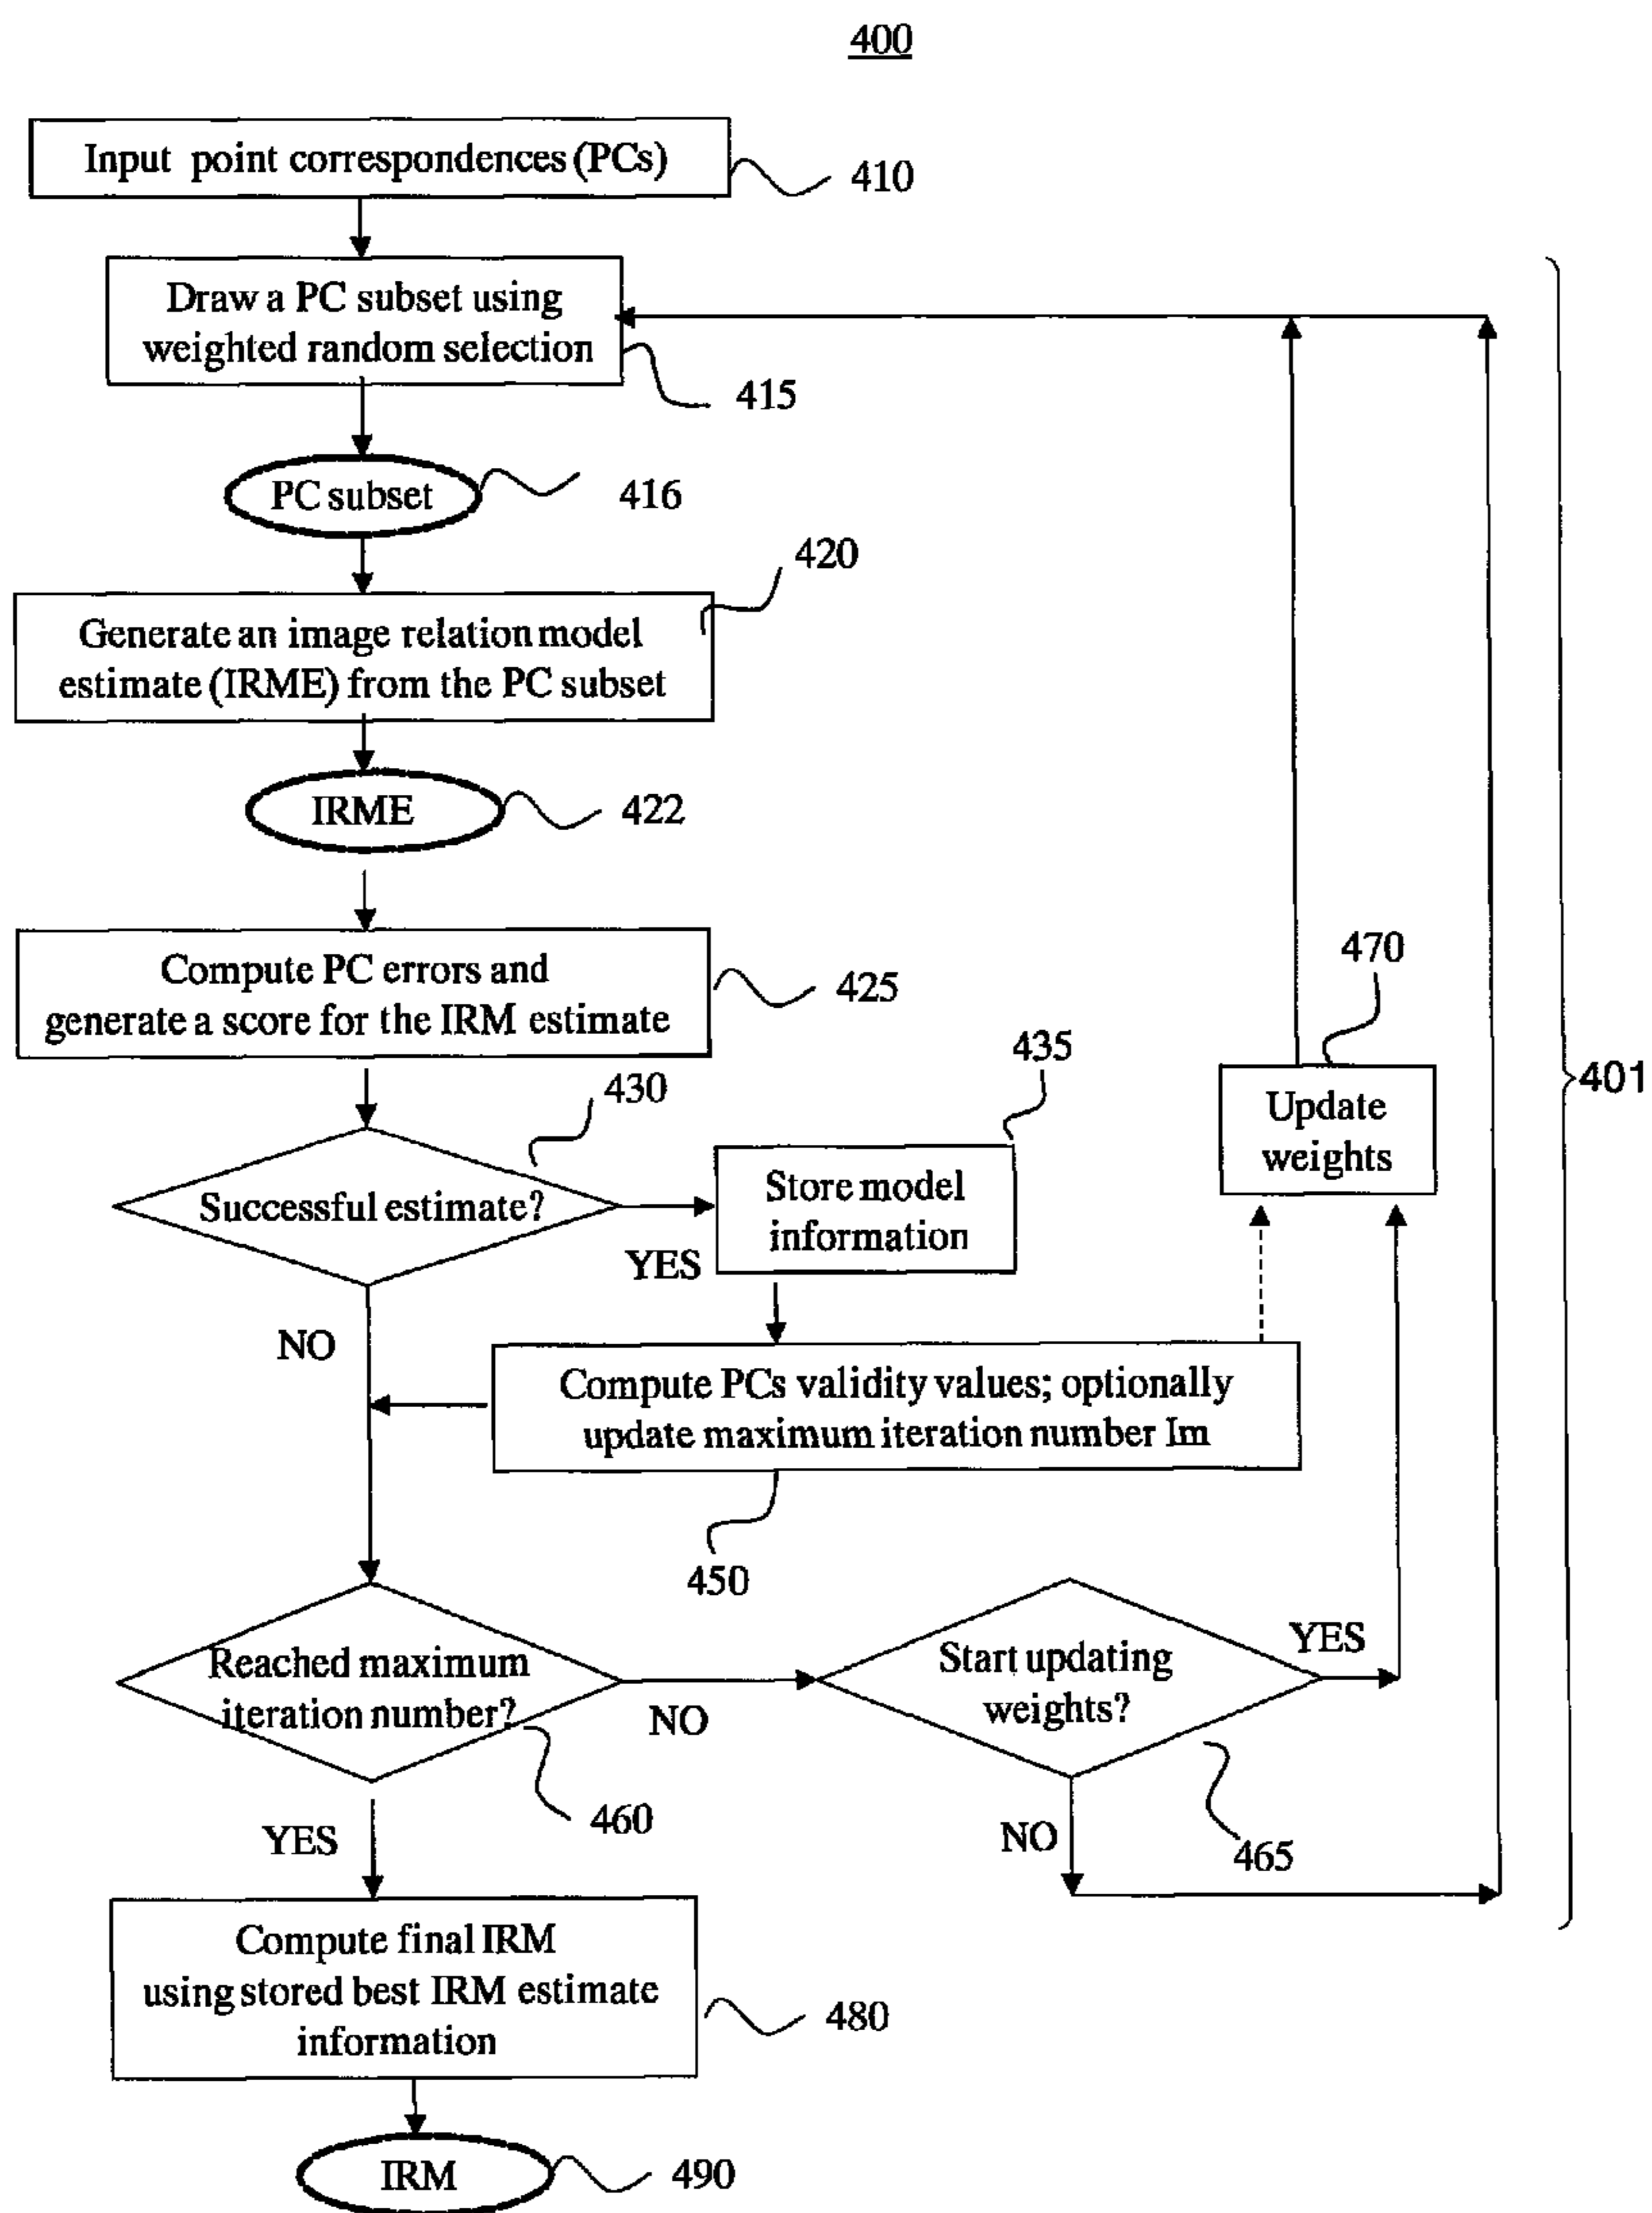 400
Input point correspondences (PCs)
410
Draw a PC subset using
weighted random selection
415
PC subset
416
420
Generate an image relation model
estimate (IRME) from the PC subset
IRME
422
Compute PC errors and
generate a score for the IRM estimate
425
470
435
401
430
Update
weights
Successful estimate?
YES
Store model
information
NO
Compute PCs validity values; optionally
update maximum iteration number Im
450
Reached maximum
iteration number?
NO
Start updating
weights?
YES
460
YES
NO
465
Compute final IRM
using stored best IRM estimate
information
480
IRM
490